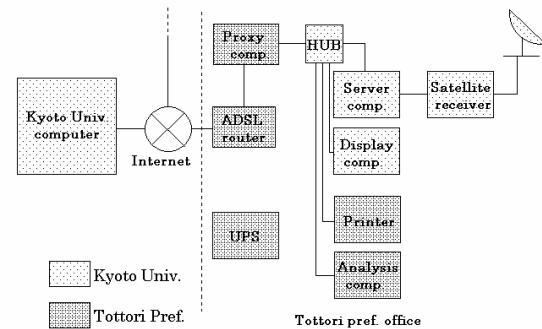 Proxy
comp.
HUB
Kyoto Univ.
computer
Internet
ADSL
router
Server
comp.
Satellite
receiver
Display
comp.
UPS
Printer
Analysis
comp.
Kyoto Univ.
Tottori Pref.
Tottori pref. office